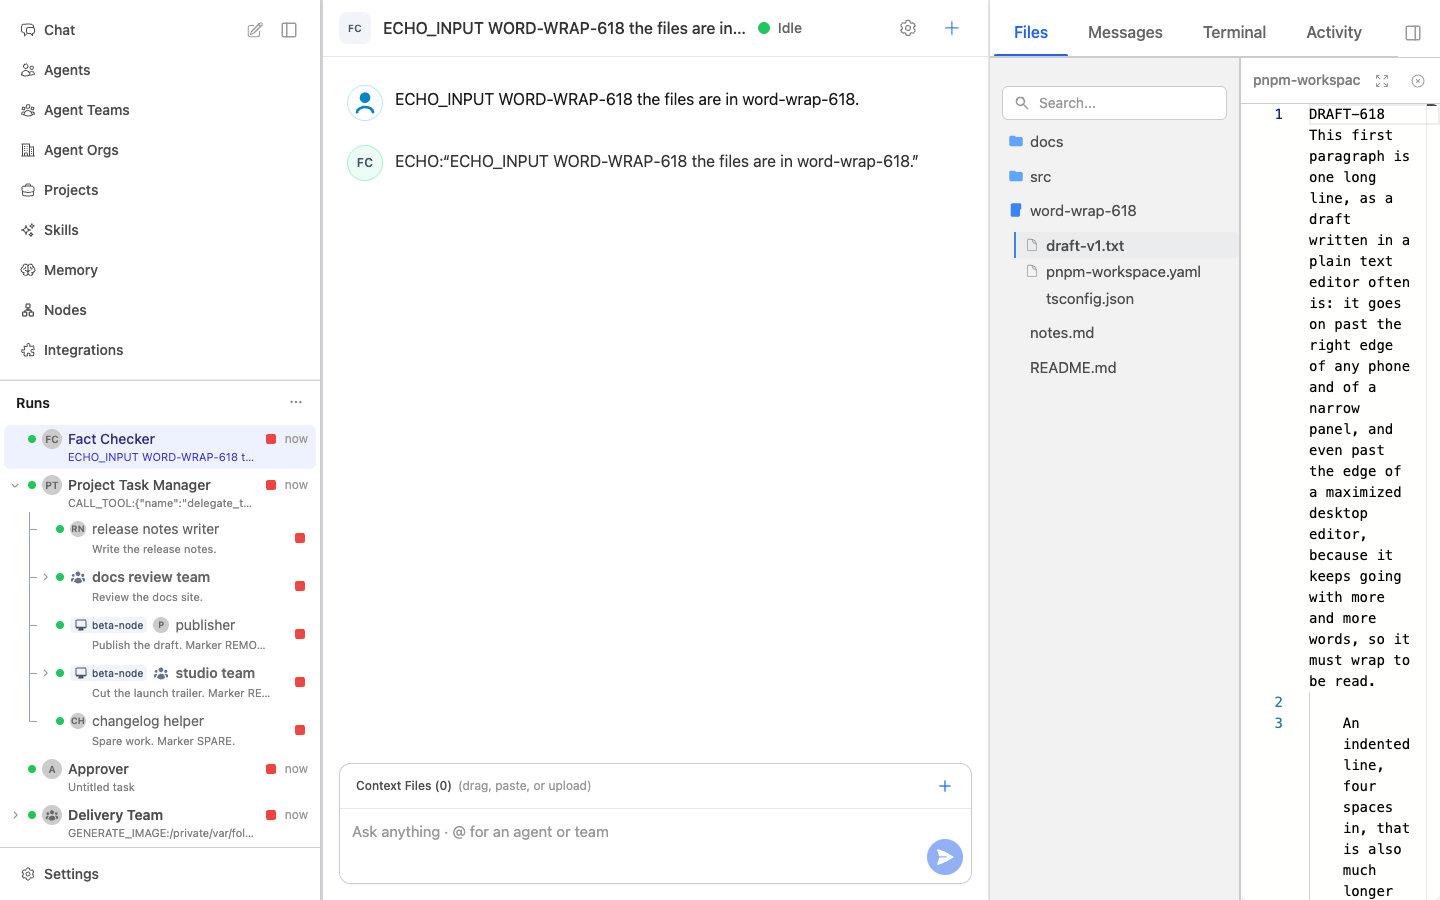 Chat
Agents
Agent Teams
Agent Orgs
Projects
Skills
Memory
Nodes
Integrations
Runs
FC Fact Checker now
ECHO_INPUT WORD-WRAP-618 t...
PT Project Task Manager now
CALL_TOOL:{"name":"delegate_t...
RN release notes writer
Write the release notes.
docs review team
Review the docs site.
beta-node P publisher
Publish the draft. Marker REMO...
beta-node studio team
Cut the launch trailer. Marker RE...
CH changelog helper
Spare work. Marker SPARE.
A Approver now
Untitled task
Delivery Team now
GENERATE_IMAGE:/private/var/fol...
Settings
FC ECHO_INPUT WORD-WRAP-618 the files are in... Idle
ECHO_INPUT WORD-WRAP-618 the files are in word-wrap-618.
FC ECHO:“ECHO_INPUT WORD-WRAP-618 the files are in word-wrap-618.”
Context Files (0) (drag, paste, or upload)
Ask anything · @ for an agent or team
Files Messages Terminal Activity
Search...
docs
src
word-wrap-618
draft-v1.txt
pnpm-workspace.yaml
tsconfig.json
notes.md
README.md
pnpm-workspac
1 DRAFT-618
This first
paragraph is
one long
line, as a
draft
written in a
plain text
editor often
is: it goes
on past the
right edge
of any phone
and of a
narrow
panel, and
even past
the edge of
a maximized
desktop
editor,
because it
keeps going
with more
and more
words, so it
must wrap to
be read.
2
3 An
indented
line,
four
spaces
in, that
is also
much
longer